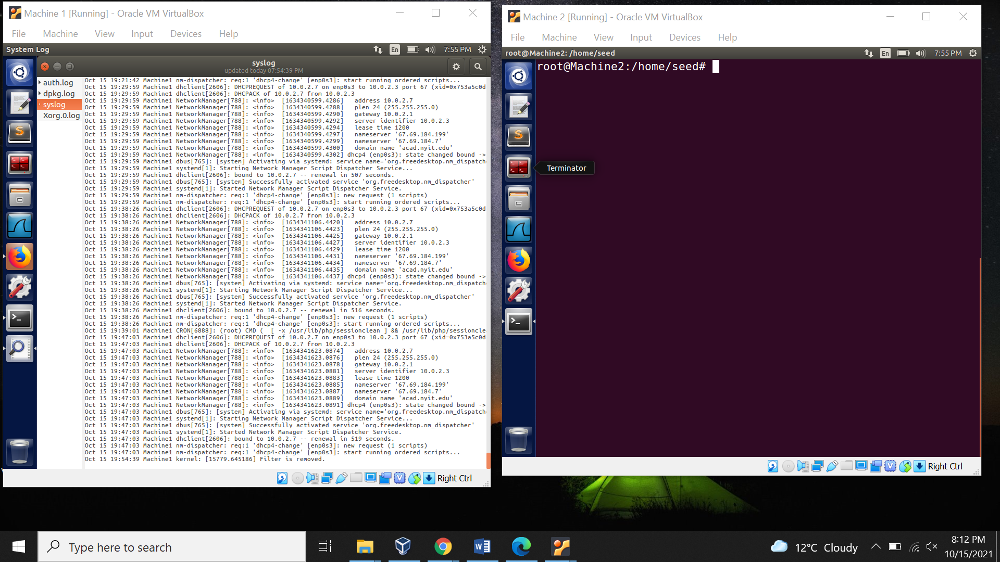 Machine 1 [Running] - Oracle VM VirtualBox
File Machine View Input Devices Help
System Log
En
7:55 PM
syslog
updated today 07:54:39 PM
auth.log
dpkg.log
syslog
Xorg.0.log
Oct 15 19:21:42 Machine1 nm-dispatcher: req:1 'dhcp4-change' [enp0s3]: start running ordered scripts...
Oct 15 19:29:59 Machine1 dhclient[2606]: DHCPREQUEST of 10.0.2.7 on enp0s3 to 10.0.2.3 port 67 (xid=0x753a5c0d
Oct 15 19:29:59 Machine1 dhclient[2606]: DHCPACK of 10.0.2.7 from 10.0.2.3
Oct 15 19:29:59 Machine1 NetworkManager[788]: <info>  [1634340599.4286]   address 10.0.2.7
Oct 15 19:29:59 Machine1 NetworkManager[788]: <info>  [1634340599.4288]   plen 24 (255.255.255.0)
Oct 15 19:29:59 Machine1 NetworkManager[788]: <info>  [1634340599.4290]   gateway 10.0.2.1
Oct 15 19:29:59 Machine1 NetworkManager[788]: <info>  [1634340599.4292]   server identifier 10.0.2.3
Oct 15 19:29:59 Machine1 NetworkManager[788]: <info>  [1634340599.4294]   lease time 1200
Oct 15 19:29:59 Machine1 NetworkManager[788]: <info>  [1634340599.4297]   nameserver '67.69.184.199'
Oct 15 19:29:59 Machine1 NetworkManager[788]: <info>  [1634340599.4299]   nameserver '67.69.184.7'
Oct 15 19:29:59 Machine1 NetworkManager[788]: <info>  [1634340599.4300]   domain name 'acad.nyit.edu'
Oct 15 19:29:59 Machine1 NetworkManager[788]: <info>  [1634340599.4302] dhcp4 (enp0s3): state changed bound ->
Oct 15 19:29:59 Machine1 dbus[765]: [system] Activating via systemd: service name='org.freedesktop.nm_dispatche
Oct 15 19:29:59 Machine1 systemd[1]: Starting Network Manager Script Dispatcher Service...
Oct 15 19:29:59 Machine1 dhclient[2606]: bound to 10.0.2.7 -- renewal in 507 seconds.
Oct 15 19:29:59 Machine1 dbus[765]: [system] Successfully activated service 'org.freedesktop.nm_dispatcher'
Oct 15 19:29:59 Machine1 systemd[1]: Started Network Manager Script Dispatcher Service.
Oct 15 19:29:59 Machine1 nm-dispatcher: req:1 'dhcp4-change' [enp0s3]: new request (1 scripts)
Oct 15 19:29:59 Machine1 nm-dispatcher: req:1 'dhcp4-change' [enp0s3]: start running ordered scripts...
Oct 15 19:38:26 Machine1 dhclient[2606]: DHCPREQUEST of 10.0.2.7 on enp0s3 to 10.0.2.3 port 67 (xid=0x753a5c0d
Oct 15 19:38:26 Machine1 dhclient[2606]: DHCPACK of 10.0.2.7 from 10.0.2.3
Oct 15 19:38:26 Machine1 NetworkManager[788]: <info>  [1634341106.4420]   address 10.0.2.7
Oct 15 19:38:26 Machine1 NetworkManager[788]: <info>  [1634341106.4423]   plen 24 (255.255.255.0)
Oct 15 19:38:26 Machine1 NetworkManager[788]: <info>  [1634341106.4425]   gateway 10.0.2.1
Oct 15 19:38:26 Machine1 NetworkManager[788]: <info>  [1634341106.4427]   server identifier 10.0.2.3
Oct 15 19:38:26 Machine1 NetworkManager[788]: <info>  [1634341106.4429]   lease time 1200
Oct 15 19:38:26 Machine1 NetworkManager[788]: <info>  [1634341106.4431]   nameserver '67.69.184.199'
Oct 15 19:38:26 Machine1 NetworkManager[788]: <info>  [1634341106.4434]   nameserver '67.69.184.7'
Oct 15 19:38:26 Machine1 NetworkManager[788]: <info>  [1634341106.4435]   domain name 'acad.nyit.edu'
Oct 15 19:38:26 Machine1 NetworkManager[788]: <info>  [1634341106.4437] dhcp4 (enp0s3): state changed bound ->
Oct 15 19:38:26 Machine1 dbus[765]: [system] Activating via systemd: service name='org.freedesktop.nm_dispatche
Oct 15 19:38:26 Machine1 systemd[1]: Starting Network Manager Script Dispatcher Service...
Oct 15 19:38:26 Machine1 dbus[765]: [system] Successfully activated service 'org.freedesktop.nm_dispatcher'
Oct 15 19:38:26 Machine1 systemd[1]: Started Network Manager Script Dispatcher Service.
Oct 15 19:38:26 Machine1 dhclient[2606]: bound to 10.0.2.7 -- renewal in 516 seconds.
Oct 15 19:38:26 Machine1 nm-dispatcher: req:1 'dhcp4-change' [enp0s3]: new request (1 scripts)
Oct 15 19:38:26 Machine1 nm-dispatcher: req:1 'dhcp4-change' [enp0s3]: start running ordered scripts...
Oct 15 19:39:01 Machine1 CRON[6888]: (root) CMD (  [ -x /usr/lib/php/sessionclean ] && /usr/lib/php/sessioncle
Oct 15 19:47:03 Machine1 dhclient[2606]: DHCPREQUEST of 10.0.2.7 on enp0s3 to 10.0.2.3 port 67 (xid=0x753a5c0d
Oct 15 19:47:03 Machine1 dhclient[2606]: DHCPACK of 10.0.2.7 from 10.0.2.3
Oct 15 19:47:03 Machine1 NetworkManager[788]: <info>  [1634341623.0874]   address 10.0.2.7
Oct 15 19:47:03 Machine1 NetworkManager[788]: <info>  [1634341623.0876]   plen 24 (255.255.255.0)
Oct 15 19:47:03 Machine1 NetworkManager[788]: <info>  [1634341623.0878]   gateway 10.0.2.1
Oct 15 19:47:03 Machine1 NetworkManager[788]: <info>  [1634341623.0881]   server identifier 10.0.2.3
Oct 15 19:47:03 Machine1 NetworkManager[788]: <info>  [1634341623.0883]   lease time 1200
Oct 15 19:47:03 Machine1 NetworkManager[788]: <info>  [1634341623.0885]   nameserver '67.69.184.199'
Oct 15 19:47:03 Machine1 NetworkManager[788]: <info>  [1634341623.0887]   nameserver '67.69.184.7'
Oct 15 19:47:03 Machine1 NetworkManager[788]: <info>  [1634341623.0889]   domain name 'acad.nyit.edu'
Oct 15 19:47:03 Machine1 NetworkManager[788]: <info>  [1634341623.0891] dhcp4 (enp0s3): state changed bound ->
Oct 15 19:47:03 Machine1 dbus[765]: [system] Activating via systemd: service name='org.freedesktop.nm_dispatche
Oct 15 19:47:03 Machine1 systemd[1]: Starting Network Manager Script Dispatcher Service...
Oct 15 19:47:03 Machine1 dbus[765]: [system] Successfully activated service 'org.freedesktop.nm_dispatcher'
Oct 15 19:47:03 Machine1 systemd[1]: Started Network Manager Script Dispatcher Service.
Oct 15 19:47:03 Machine1 dhclient[2606]: bound to 10.0.2.7 -- renewal in 519 seconds.
Oct 15 19:47:03 Machine1 nm-dispatcher: req:1 'dhcp4-change' [enp0s3]: new request (1 scripts)
Oct 15 19:47:03 Machine1 nm-dispatcher: req:1 'dhcp4-change' [enp0s3]: start running ordered scripts...
Oct 15 19:54:39 Machine1 kernel: [15779.645186] Filter is removed.
Right Ctrl
Machine 2 [Running] - Oracle VM VirtualBox
File Machine View Input Devices Help
root@Machine2: /home/seed
En
7:55 PM
root@Machine2:/home/seed#
Terminator
Right Ctrl
Type here to search
12°C Cloudy
8:12 PM
10/15/2021